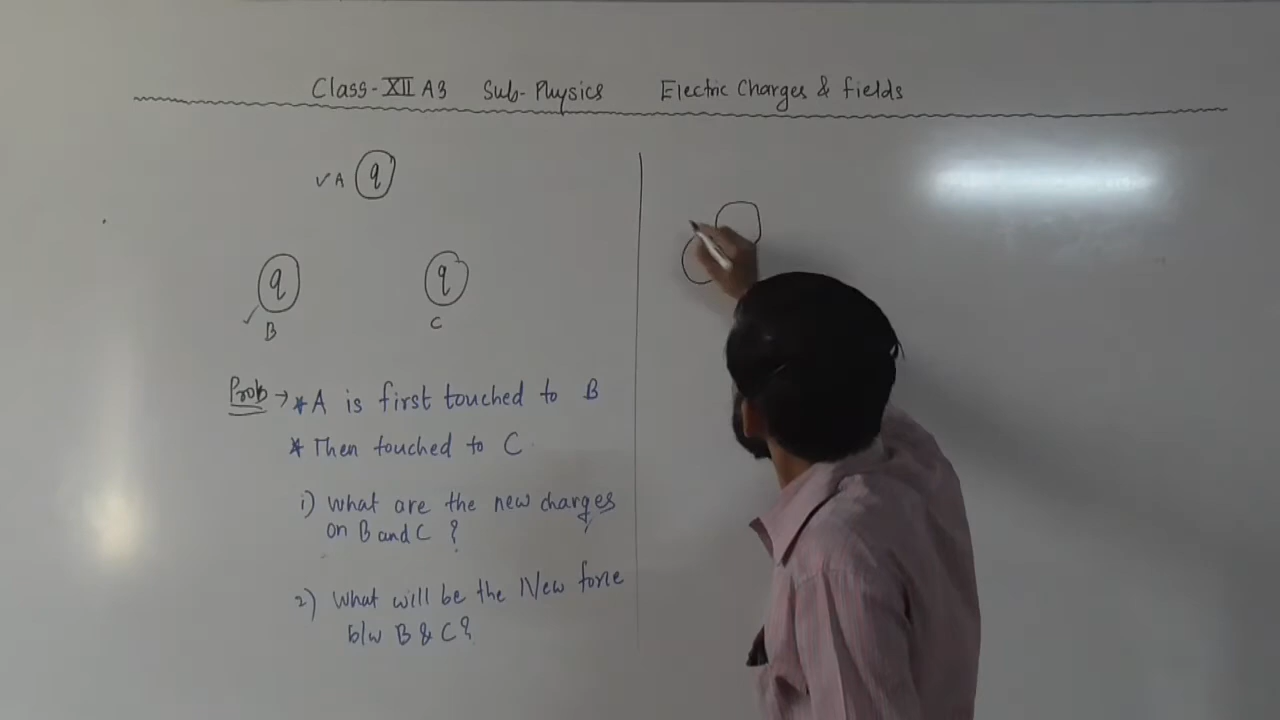 Class-XII A3 Sub-Physics Electric Charges & fields
✓ A q
q q
✓ B C
Prob → * A is first touched to B
* Then touched to C
i) What are the new charges
on B and C ?
2) What will be the New force
b/w B & C ?